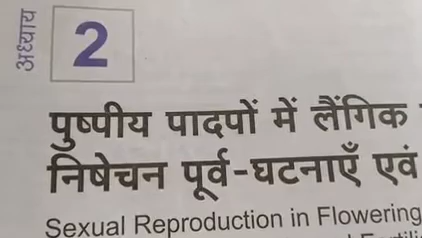 अध्याय
2
पुष्पीय पादपों में लैंगिक
निषेचन पूर्व-घटनाएँ एवं
Sexual Reproduction in Flowering